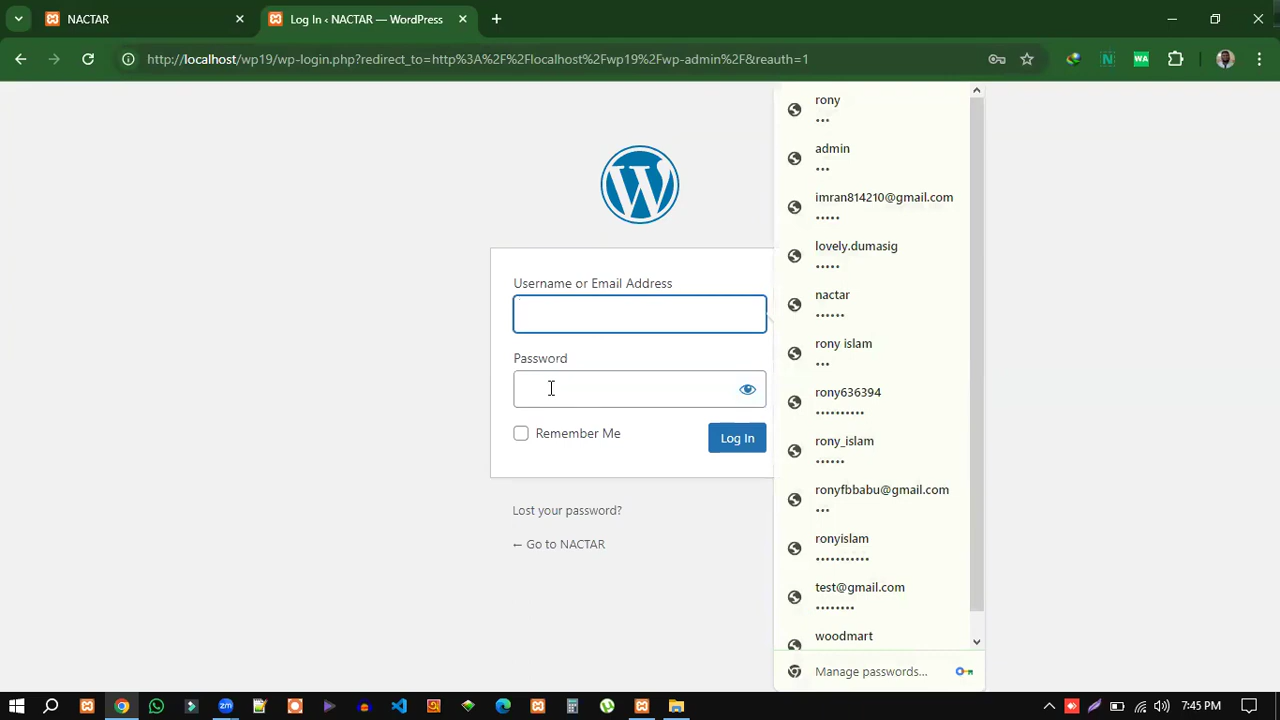 NACTAR
Log In ‹ NACTAR — WordPress
http://localhost/wp19/wp-login.php?redirect_to=http%3A%2F%2Flocalhost%2Fwp19%2Fwp-admin%2F&reauth=1
N
WA
W
Username or Email Address
Password
Remember Me
Log In
Lost your password?
← Go to NACTAR
rony
•••
admin
•••
imran814210@gmail.com
•••••
lovely.dumasig
•••••
nactar
••••••
rony islam
•••
rony636394
••••••••••
rony_islam
••••••
ronyfbbabu@gmail.com
•••
ronyislam
•••••••••••
test@gmail.com
••••••••
woodmart
Manage passwords...
7:45 PM